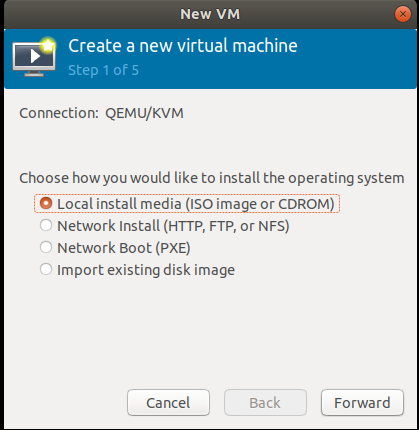 New VM
Create a new virtual machine
Step 1 of 5
Connection: QEMU/KVM
Choose how you would like to install the operating system
Local install media (ISO image or CDROM)
Network Install (HTTP, FTP, or NFS)
Network Boot (PXE)
Import existing disk image
Cancel Back Forward